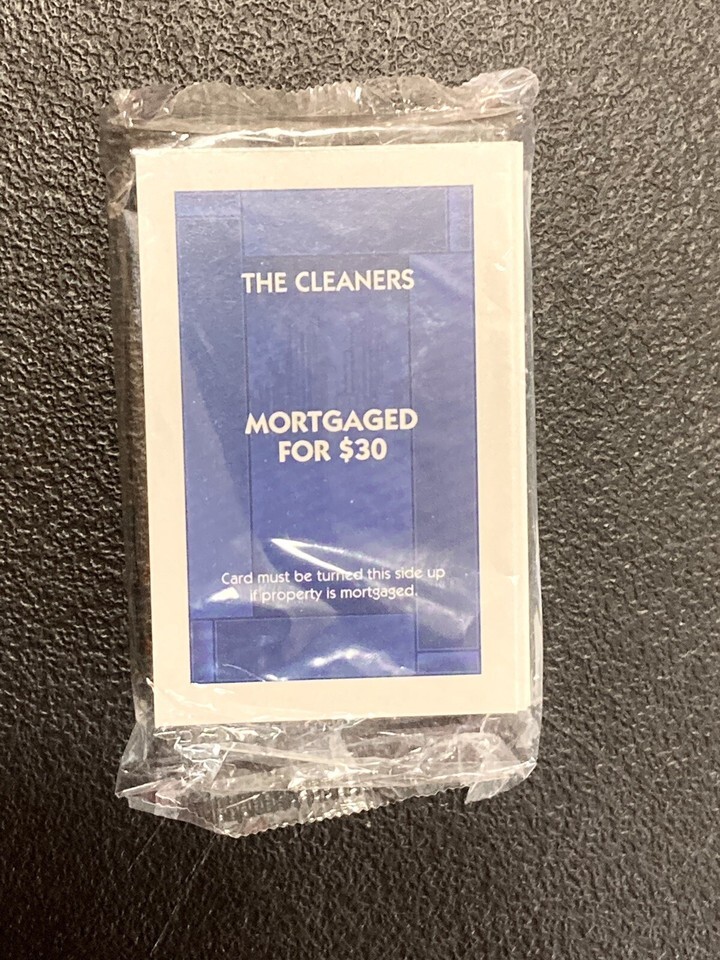 THE CLEANERS
MORTGAGED
FOR $30
Card must be turned this side up
if property is mortgaged.